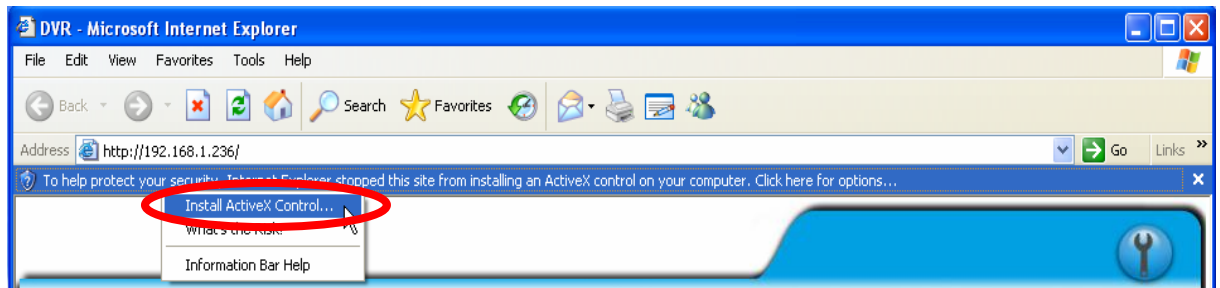 DVR - Microsoft Internet Explorer
File Edit View Favorites Tools Help
Back Search Favorites
Address http://192.168.1.236/ Go Links »
To help protect your security, Internet Explorer stopped this site from installing an ActiveX control on your computer. Click here for options...
Install ActiveX Control...
What's the Risk?
Information Bar Help